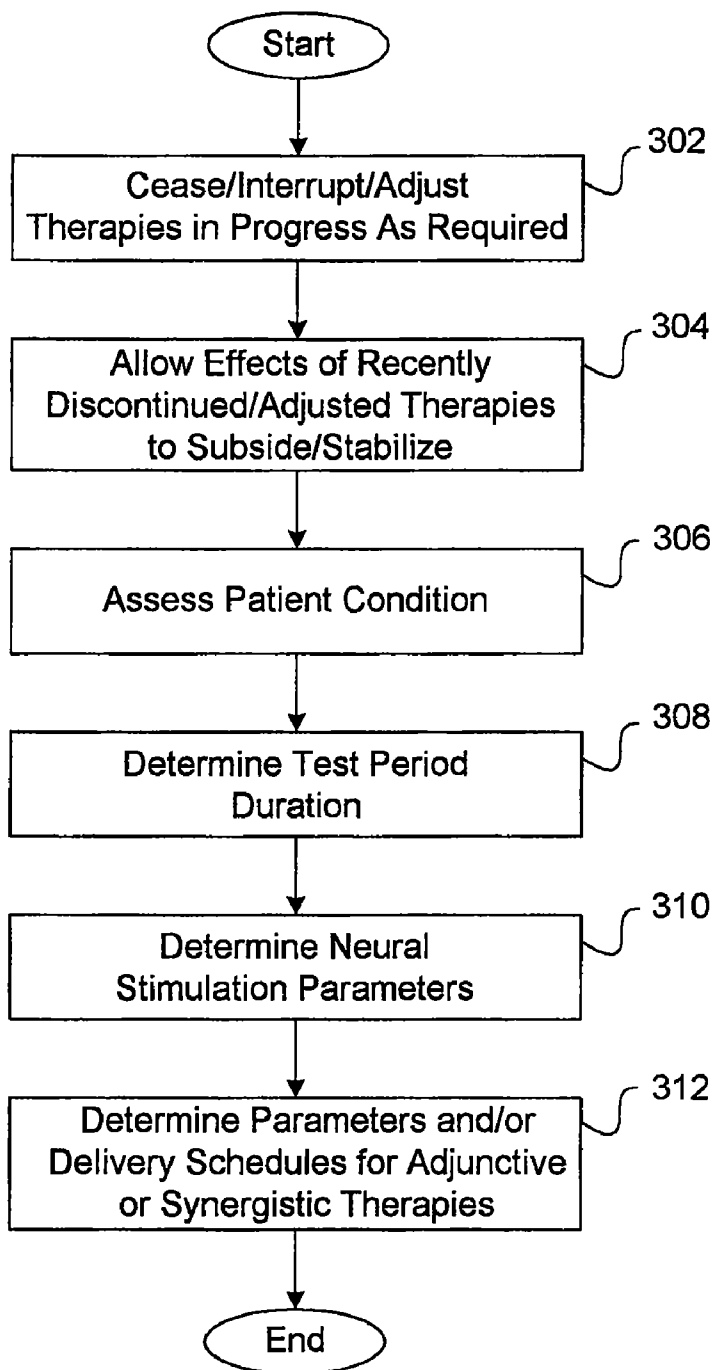 Start
302
Cease/Interrupt/Adjust
Therapies in Progress As Required
304
Allow Effects of Recently
Discontinued/Adjusted Therapies
to Subside/Stabilize
306
Assess Patient Condition
308
Determine Test Period
Duration
310
Determine Neural
Stimulation Parameters
312
Determine Parameters and/or
Delivery Schedules for Adjunctive
or Synergistic Therapies
End